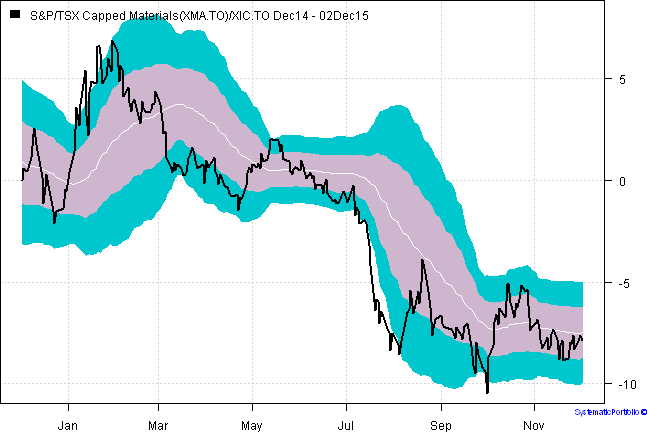 S&P/TSX Capped Materials(XMA.TO)/XIC.TO Dec14 - 02Dec15
5
0
-5
-10
Jan Mar May Jul Sep Nov
SystematicPortfolio ©